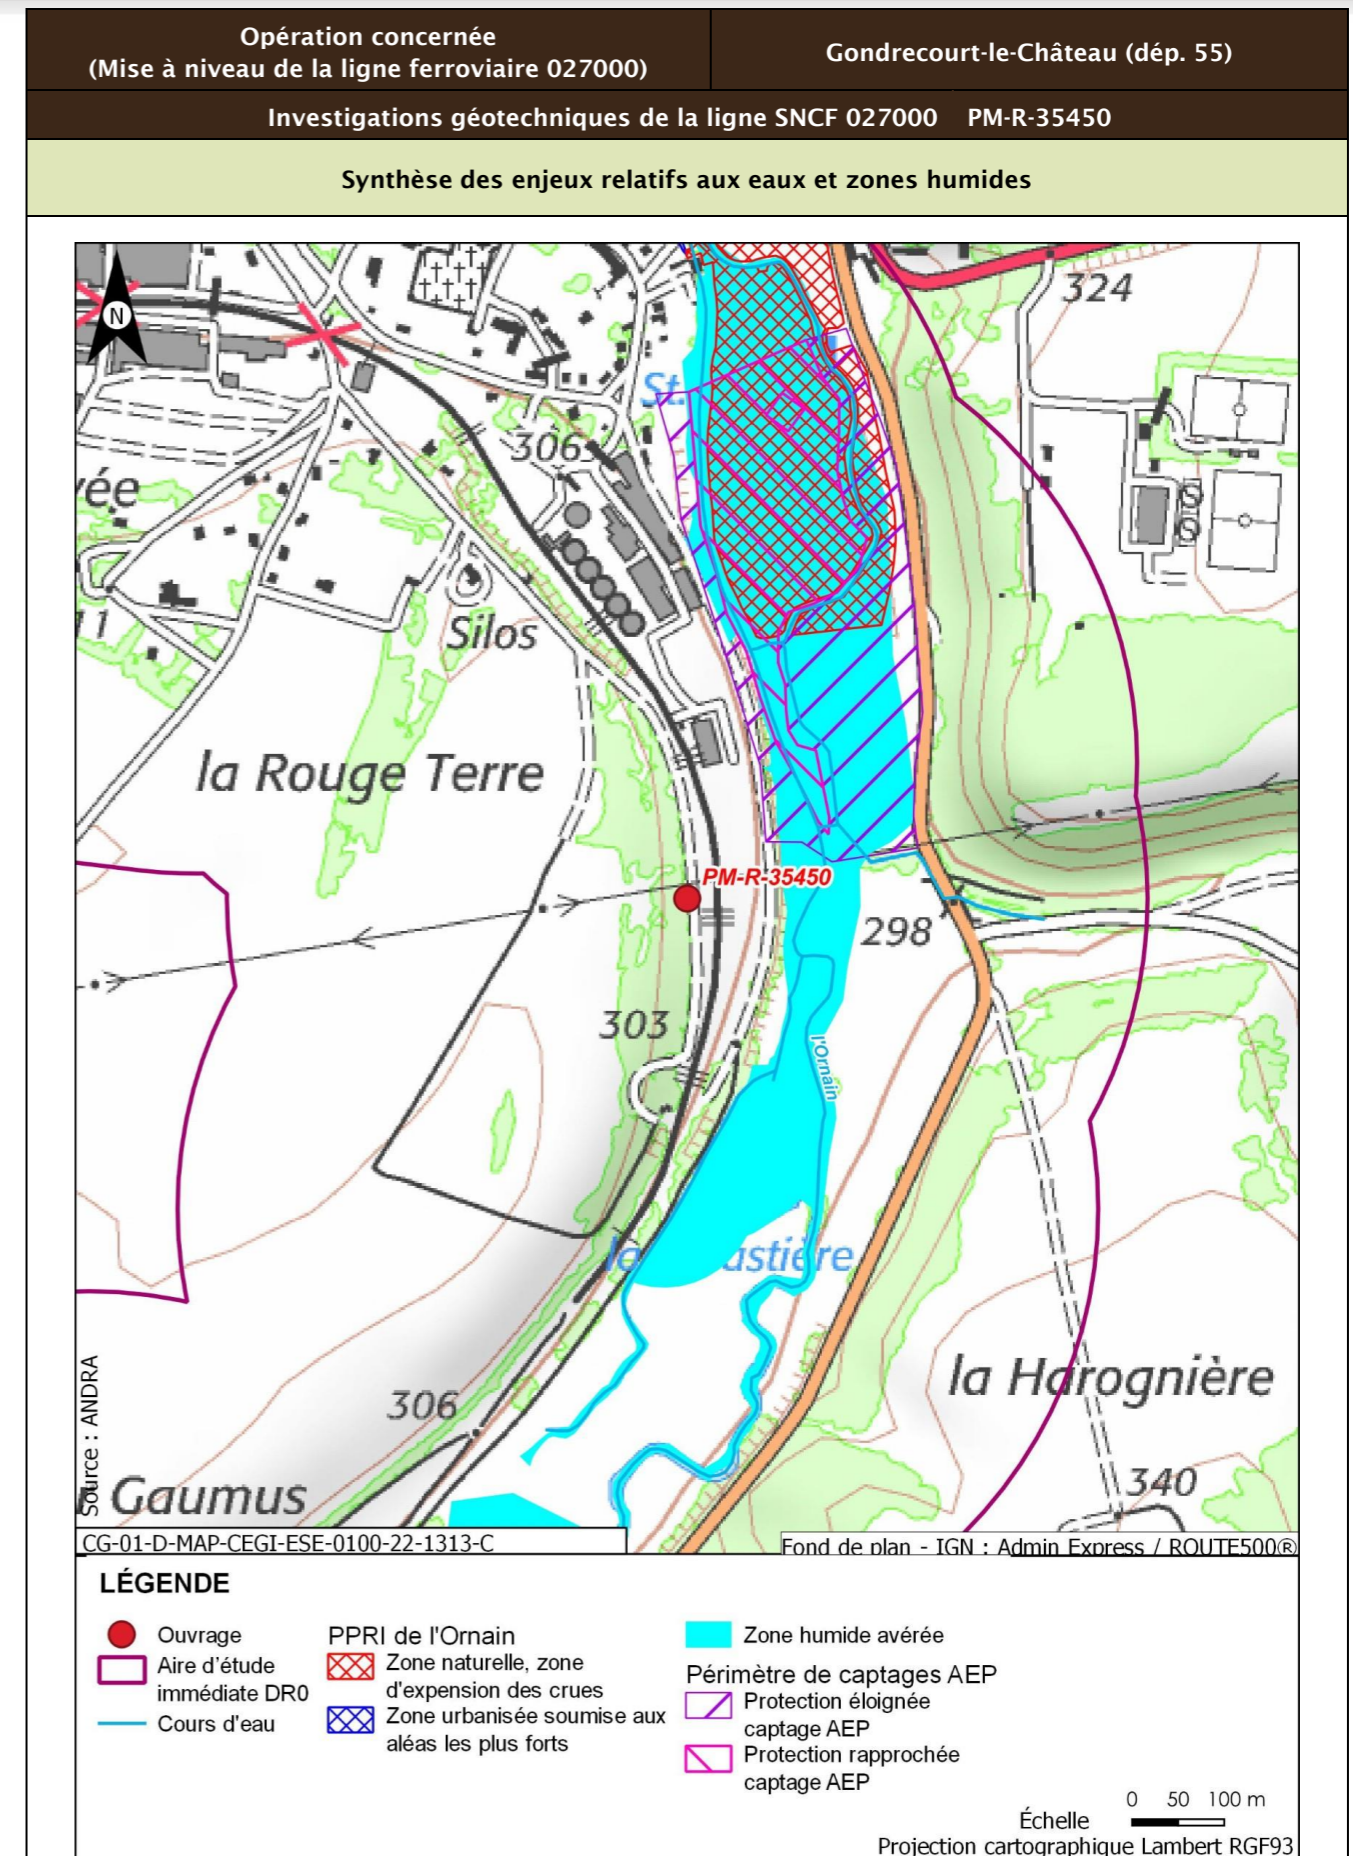 Opération concernée
(Mise à niveau de la ligne ferroviaire 027000)
Gondrecourt-le-Château (dép. 55)
Investigations géotechniques de la ligne SNCF 027000 PM-R-35450
Synthèse des enjeux relatifs aux eaux et zones humides
324
N
St.
306
vée
11
Silos
la Rouge Terre
PM-R-35450
298
303
l'Ornain
la
astière
la Harognière
306
340
Gaumus
Source : ANDRA
CG-01-D-MAP-CEGI-ESE-0100-22-1313-C
Fond de plan - IGN : Admin Express / ROUTE500®
LÉGENDE
Ouvrage
Aire d'étude
immédiate DR0
Cours d'eau
PPRI de l'Ornain
Zone naturelle, zone
d'expension des crues
Zone urbanisée soumise aux
aléas les plus forts
Zone humide avérée
Périmètre de captages AEP
Protection éloignée
captage AEP
Protection rapprochée
captage AEP
0 50 100 m
Échelle
Projection cartographique Lambert RGF93